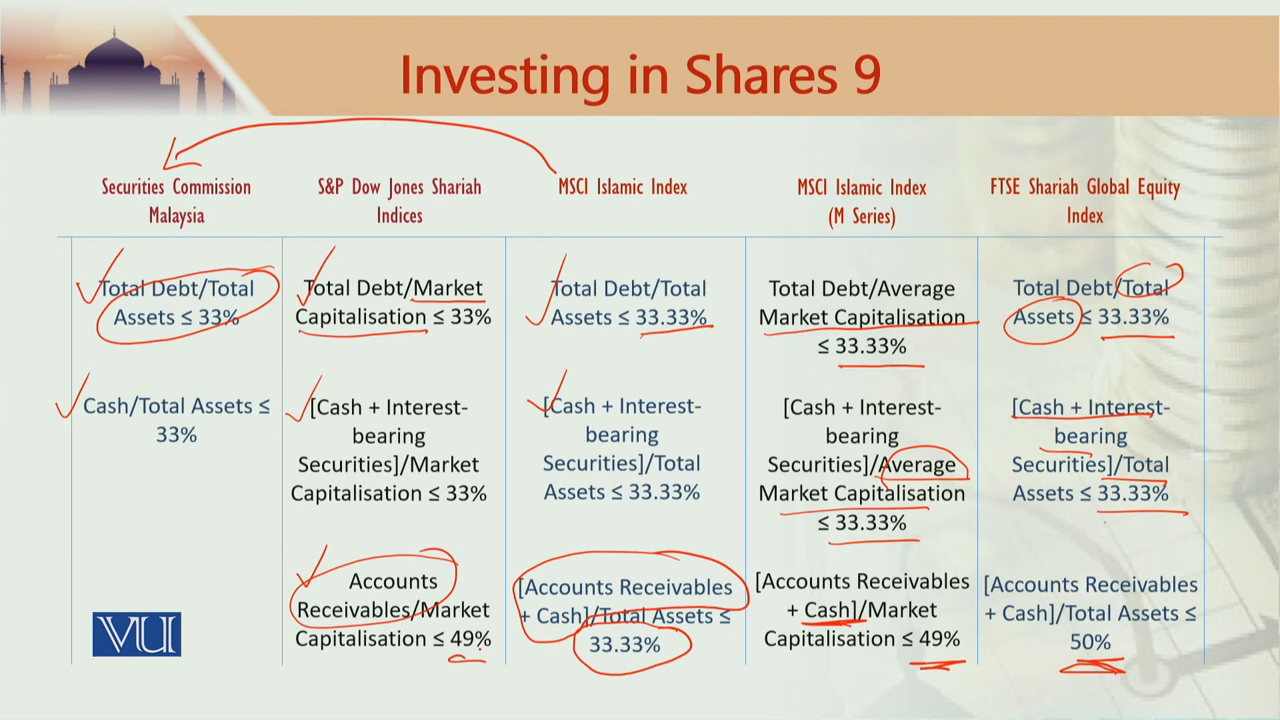 Investing in Shares 9
Securities Commission
Malaysia
S&P Dow Jones Shariah
Indices
MSCI Islamic Index
MSCI Islamic Index
(M Series)
FTSE Shariah Global Equity
Index
Total Debt/Total
Assets ≤ 33%
Total Debt/Market
Capitalisation ≤ 33%
Total Debt/Total
Assets ≤ 33.33%
Total Debt/Average
Market Capitalisation
≤ 33.33%
Total Debt/Total
Assets ≤ 33.33%
Cash/Total Assets ≤
33%
[Cash + Interest-
bearing
Securities]/Market
Capitalisation ≤ 33%
[Cash + Interest-
bearing
Securities]/Total
Assets ≤ 33.33%
[Cash + Interest-
bearing
Securities]/Average
Market Capitalisation
≤ 33.33%
[Cash + Interest-
bearing
Securities]/Total
Assets ≤ 33.33%
Accounts
Receivables/Market
Capitalisation ≤ 49%
[Accounts Receivables
+ Cash]/Total Assets ≤
33.33%
[Accounts Receivables
+ Cash]/Market
Capitalisation ≤ 49%
[Accounts Receivables
+ Cash]/Total Assets ≤
50%
VU